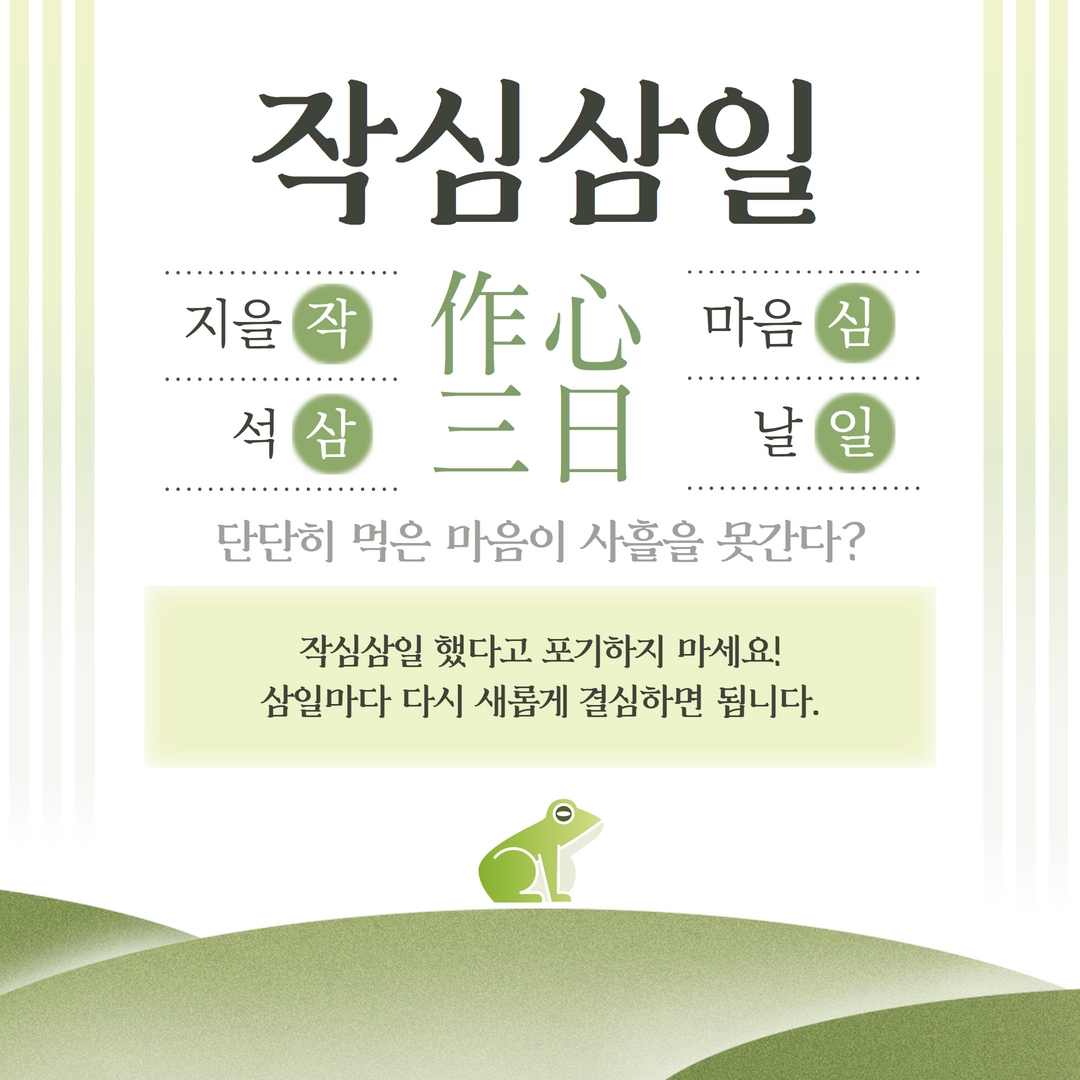 작심삼일
지을 작
作心
마음 심
석 삼
三日
날 일
단단히 먹은 마음이 사흘을 못간다?
작심삼일 했다고 포기하지 마세요!
삼일마다 다시 새롭게 결심하면 됩니다.